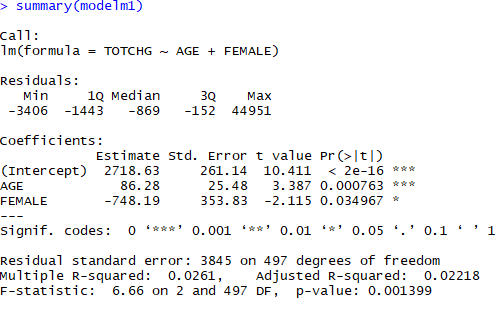 > summary(modelm1)
Call:
lm(formula = TOTCHG ~ AGE + FEMALE)
Residuals:
Min 1Q Median 3Q Max
-3406 -1443 -869 -152 44951
Coefficients:
Estimate Std. Error t value Pr(>|t|)
(Intercept) 2718.63 261.14 10.411 < 2e-16 ***
AGE 86.28 25.48 3.387 0.000763 ***
FEMALE -748.19 353.83 -2.115 0.034967 *
---
Signif. codes: 0 ‘***’ 0.001 ‘**’ 0.01 ‘*’ 0.05 ‘.’ 0.1 ‘ ’ 1
Residual standard error: 3845 on 497 degrees of freedom
Multiple R-squared: 0.0261, Adjusted R-squared: 0.02218
F-statistic: 6.66 on 2 and 497 DF, p-value: 0.001399